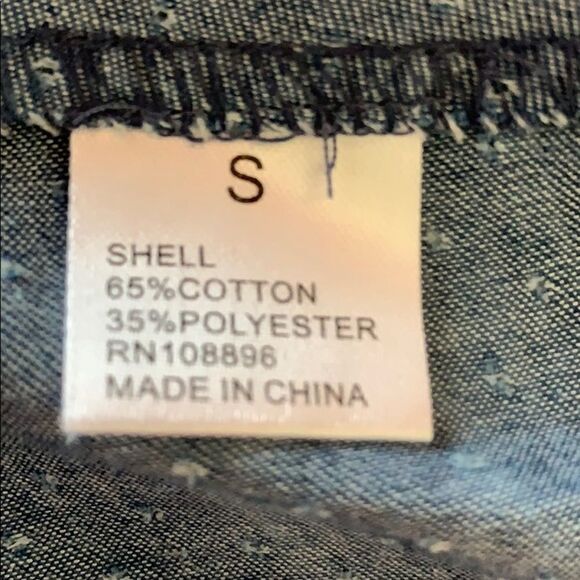 S
SHELL
65%COTTON
35%POLYESTER
RN108896
MADE IN CHINA